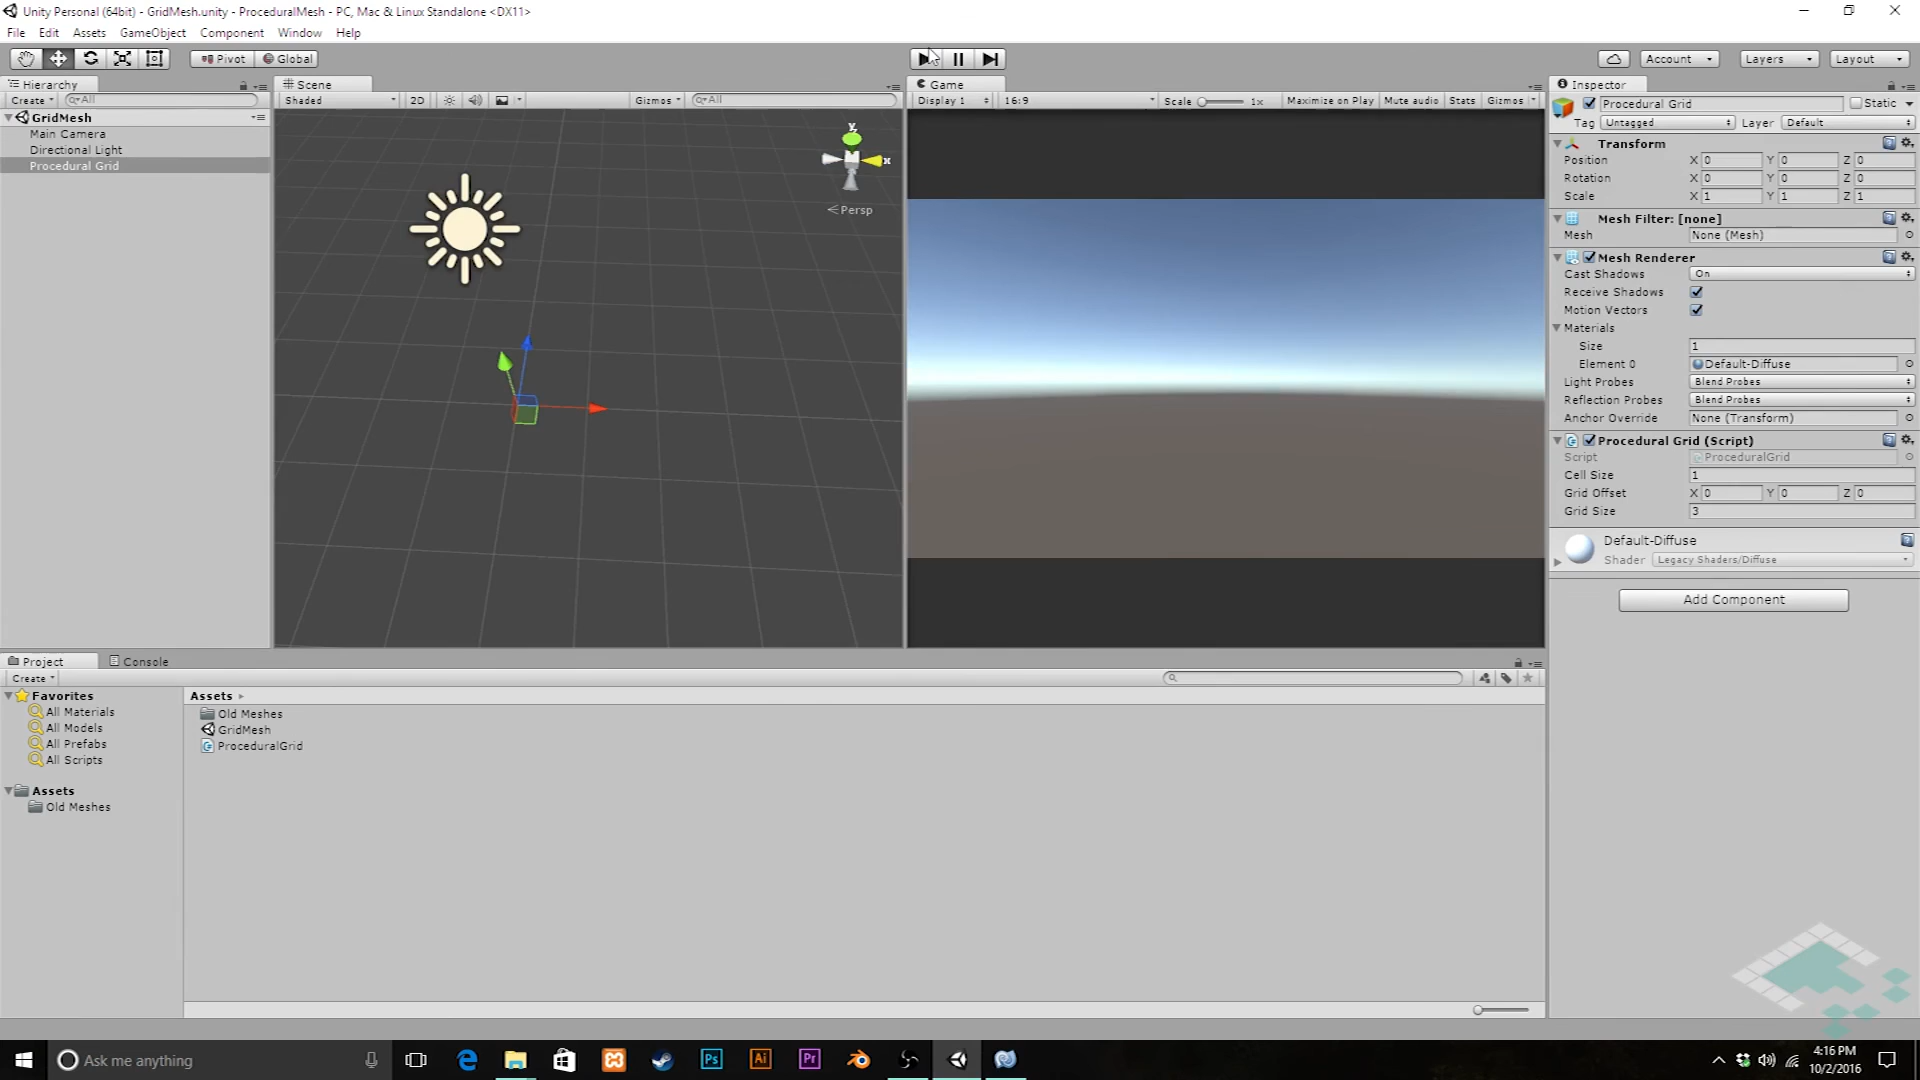 Unity Personal (64bit) - GridMesh.unity - ProceduralMesh - PC, Mac & Linux Standalone <DX11>
File Edit Assets GameObject Component Window Help
Pivot Global Account Layers Layout
Hierarchy
Create All
GridMesh
Main Camera
Directional Light
Procedural Grid
Scene
Shaded 2D Gizmos All
y
x
Persp
Game
Display 1 16:9 Scale 1x Maximize on Play Mute audio Stats Gizmos
Inspector
Procedural Grid Static
Tag Untagged Layer Default
Transform
Position X 0 Y 0 Z 0
Rotation X 0 Y 0 Z 0
Scale X 1 Y 1 Z 1
Mesh Filter: [none]
Mesh None (Mesh)
Mesh Renderer
Cast Shadows On
Receive Shadows
Motion Vectors
Materials
Size 1
Element 0 Default-Diffuse
Light Probes Blend Probes
Reflection Probes Blend Probes
Anchor Override None (Transform)
Procedural Grid (Script)
Script ProceduralGrid
Cell Size 1
Grid Offset X 0 Y 0 Z 0
Grid Size 3
Default-Diffuse
Shader Legacy Shaders/Diffuse
Add Component
Project Console
Create
Favorites
All Materials
All Models
All Prefabs
All Scripts
Assets
Old Meshes
Assets
Old Meshes
GridMesh
ProceduralGrid
Ask me anything
Ps
Ai
Pr
4:16 PM
10/2/2016